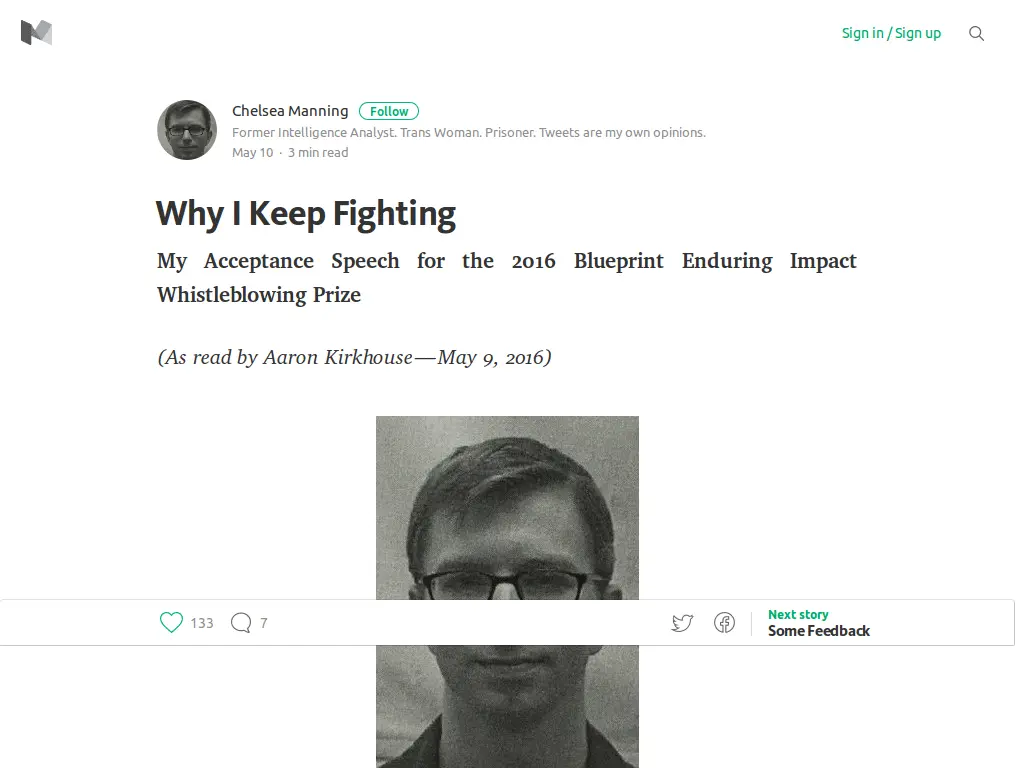 Sign in / Sign up
Chelsea Manning Follow
Former Intelligence Analyst. Trans Woman. Prisoner. Tweets are my own opinions.
May 10 · 3 min read
Why I Keep Fighting
My Acceptance Speech for the 2016 Blueprint Enduring Impact
Whistleblowing Prize
(As read by Aaron Kirkhouse — May 9, 2016)
133 7
Next story
Some Feedback